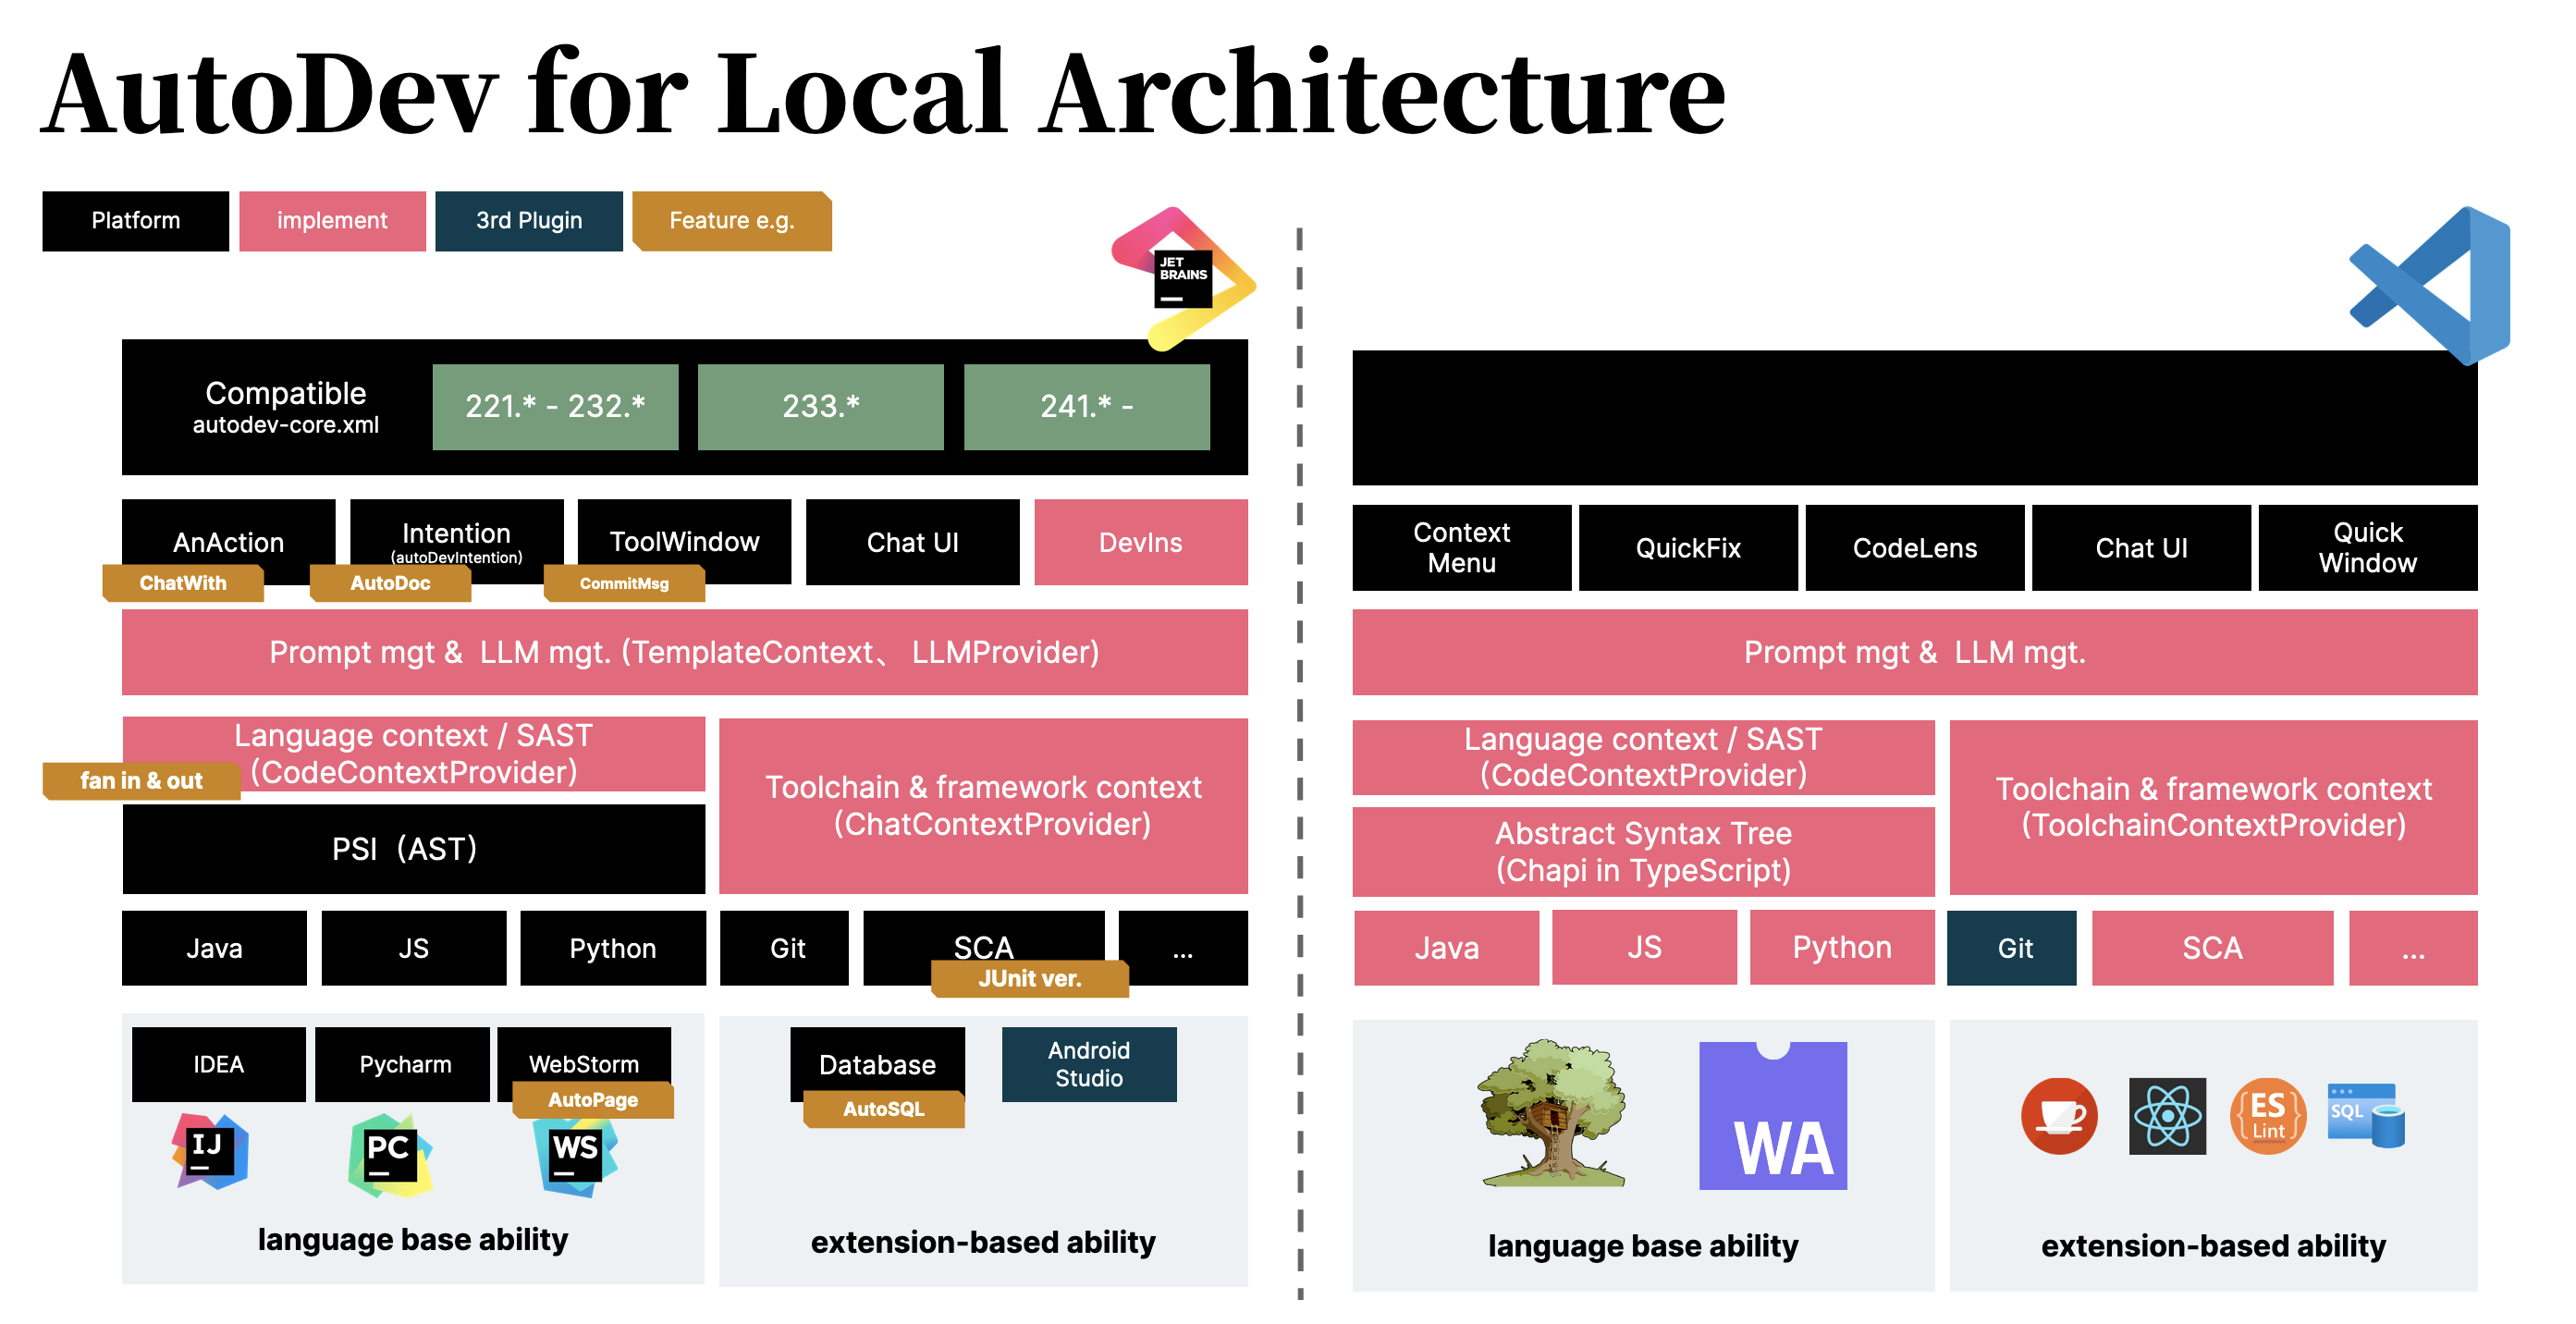 AutoDev for Local Architecture
Platform
implement
3rd Plugin
Feature e.g.
JET
BRAINS
Compatible
autodev-core.xml
221.* - 232.*
233.*
241.* -
AnAction
Intention
(autoDevIntention)
ToolWindow
Chat UI
DevIns
ChatWith
AutoDoc
CommitMsg
Prompt mgt & LLM mgt. (TemplateContext、 LLMProvider)
Language context / SAST
(CodeContextProvider)
fan in & out
PSI （AST）
Toolchain & framework context
(ChatContextProvider)
Java
JS
Python
Git
SCA
...
JUnit ver.
IDEA
Pycharm
WebStorm
AutoPage
IJ
PC
WS
language base ability
Database
AutoSQL
Android
Studio
extension-based ability
Context
Menu
QuickFix
CodeLens
Chat UI
Quick
Window
Prompt mgt & LLM mgt.
Language context / SAST
(CodeContextProvider)
Abstract Syntax Tree
(Chapi in TypeScript)
Toolchain & framework context
(ToolchainContextProvider)
Java
JS
Python
Git
SCA
...
WA
language base ability
ES
Lint
SQL
extension-based ability